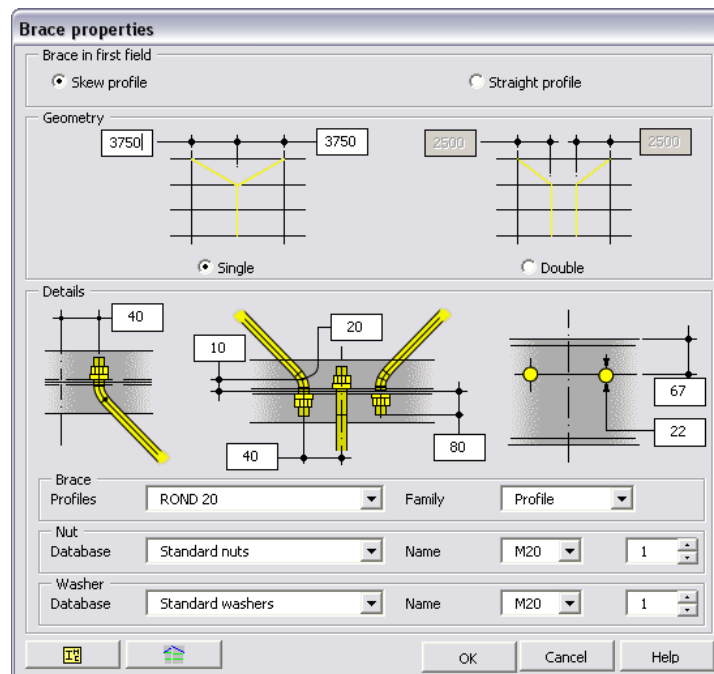 Brace properties
Brace in first field
Skew profile Straight profile
Geometry
3750 3750 2500 2500
Single Double
Details
40
20
10
67
22
40
80
Brace
Profiles ROND 20 Family Profile
Nut
Database Standard nuts Name M20 1
Washer
Database Standard washers Name M20 1
OK Cancel Help